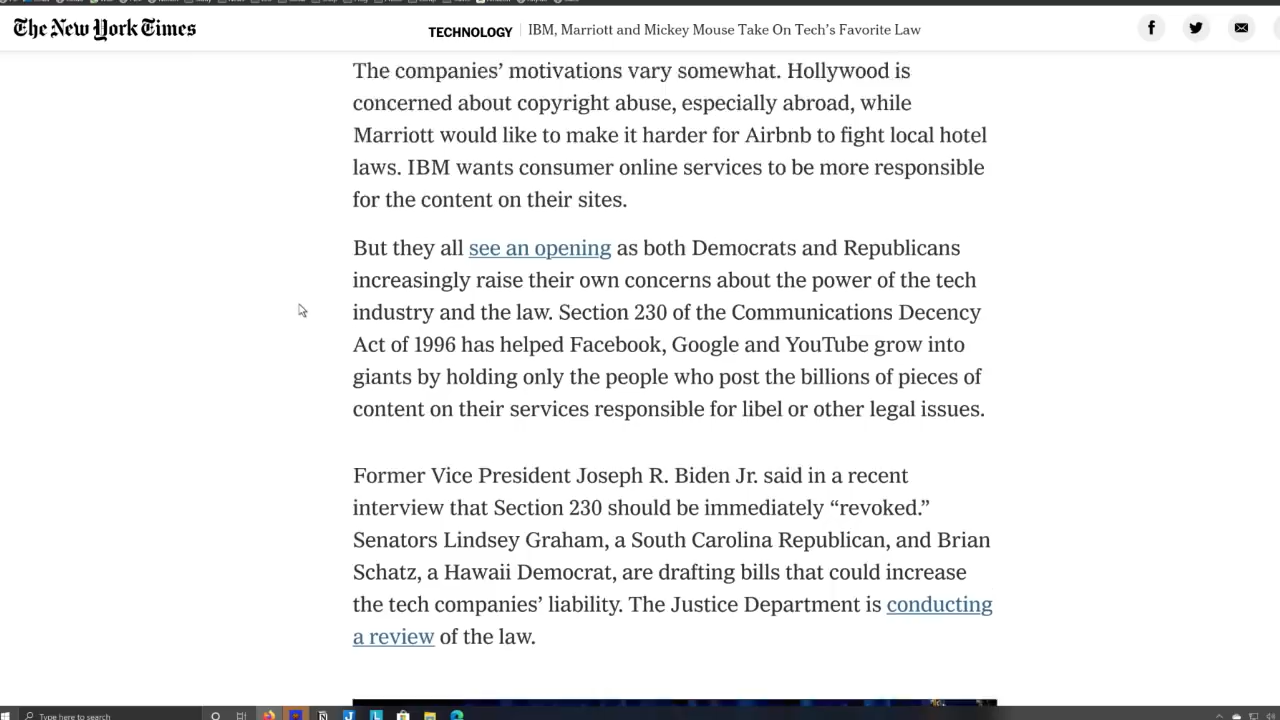 The New York Times
TECHNOLOGY | IBM, Marriott and Mickey Mouse Take On Tech’s Favorite Law
The companies’ motivations vary somewhat. Hollywood is
concerned about copyright abuse, especially abroad, while
Marriott would like to make it harder for Airbnb to fight local hotel
laws. IBM wants consumer online services to be more responsible
for the content on their sites.
But they all see an opening as both Democrats and Republicans
increasingly raise their own concerns about the power of the tech
industry and the law. Section 230 of the Communications Decency
Act of 1996 has helped Facebook, Google and YouTube grow into
giants by holding only the people who post the billions of pieces of
content on their services responsible for libel or other legal issues.
Former Vice President Joseph R. Biden Jr. said in a recent
interview that Section 230 should be immediately “revoked.”
Senators Lindsey Graham, a South Carolina Republican, and Brian
Schatz, a Hawaii Democrat, are drafting bills that could increase
the tech companies’ liability. The Justice Department is conducting
a review of the law.
Type here to search